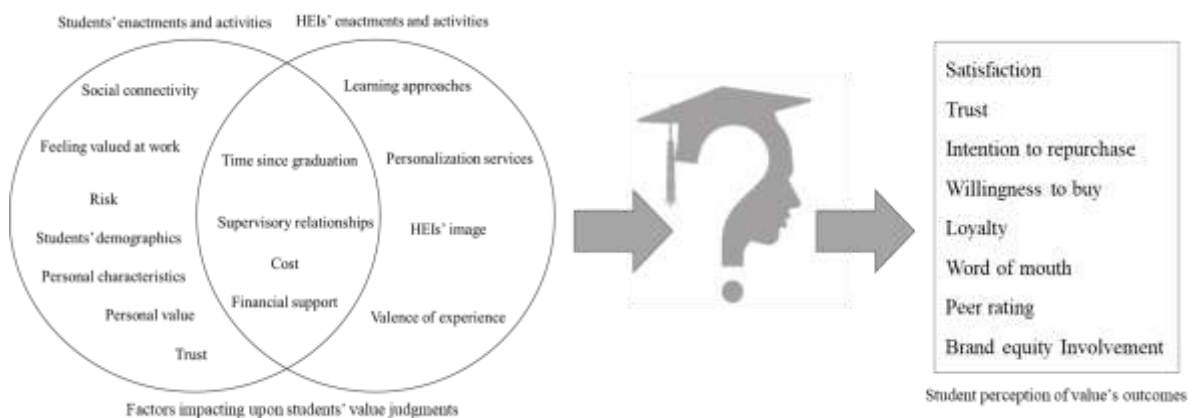 Students' enactments and activities
HEIs' enactments and activities
Social connectivity
Feeling valued at work
Risk
Students' demographics
Personal characteristics
Personal value
Trust
Time since graduation
Supervisory relationships
Cost
Financial support
Learning approaches
Personalization services
HEIs' image
Valence of experience
Factors impacting upon students' value judgments
Satisfaction
Trust
Intention to repurchase
Willingness to buy
Loyalty
Word of mouth
Peer rating
Brand equity Involvement
Student perception of value's outcomes